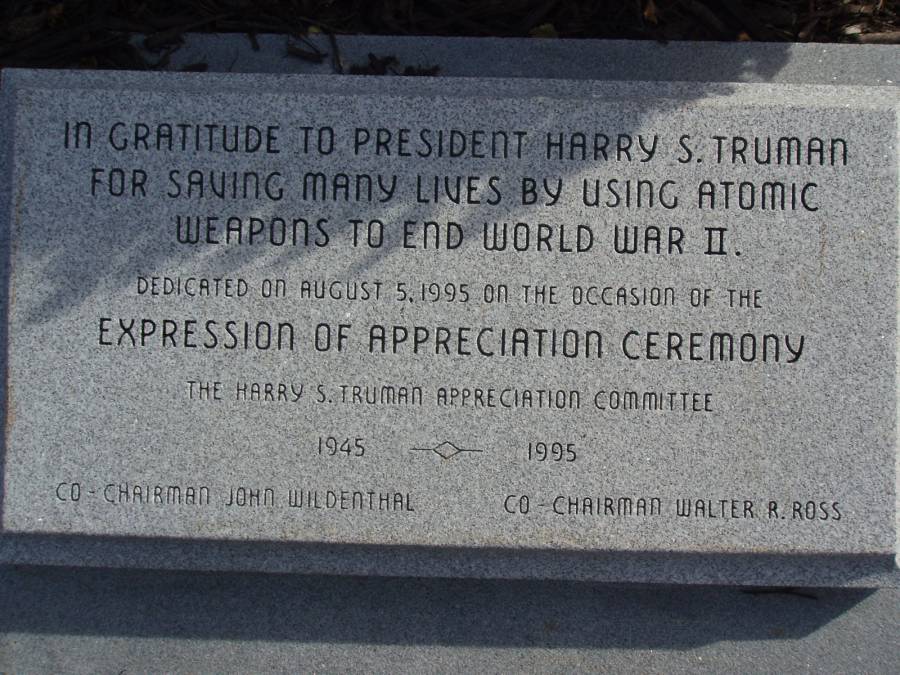 IN GRATITUDE TO PRESIDENT HARRY S. TRUMAN
FOR SAVING MANY LIVES BY USING ATOMIC
WEAPONS TO END WORLD WAR II.
DEDICATED ON AUGUST 5, 1995 ON THE OCCASION OF THE
EXPRESSION OF APPRECIATION CEREMONY
THE HARRY S. TRUMAN APPRECIATION COMMITTEE
1945 1995
CO-CHAIRMAN JOHN WILDENTHAL CO-CHAIRMAN WALTER R. ROSS